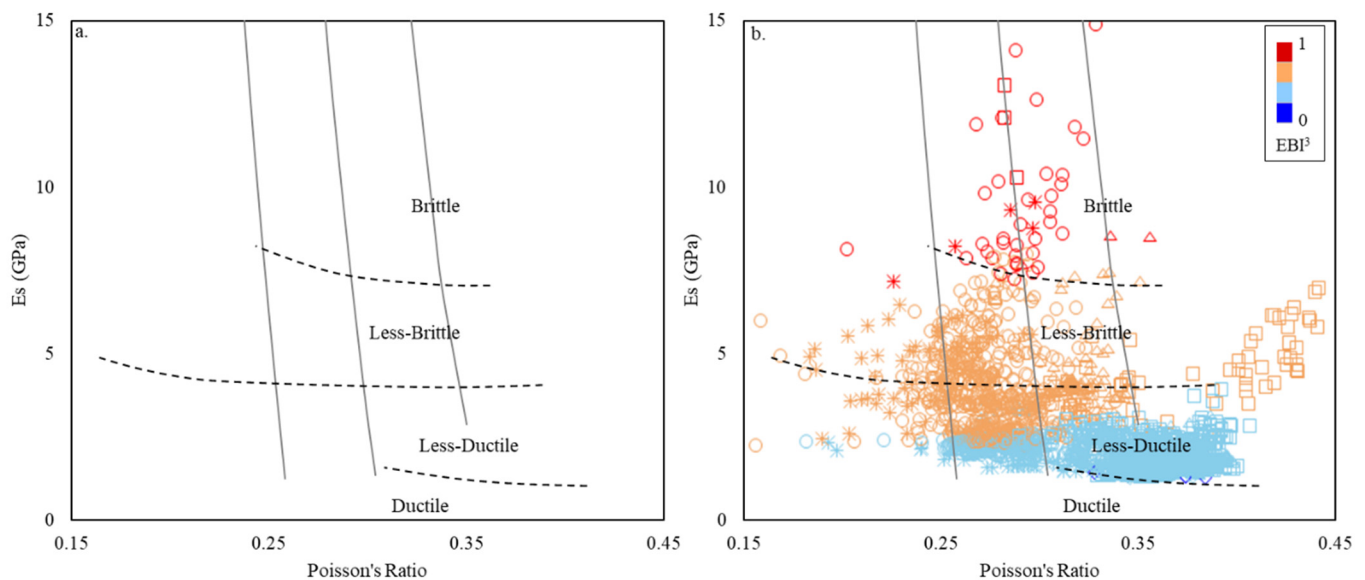 a.
15
10
5
0
Es (GPa)
Brittle
Less-Brittle
Less-Ductile
Ductile
0.15
0.25
0.35
0.45
Poisson's Ratio
b.
15
10
5
0
Es (GPa)
1
0
EBI³
Brittle
Less-Brittle
Less-Ductile
Ductile
0.15
0.25
0.35
0.45
Poisson's Ratio